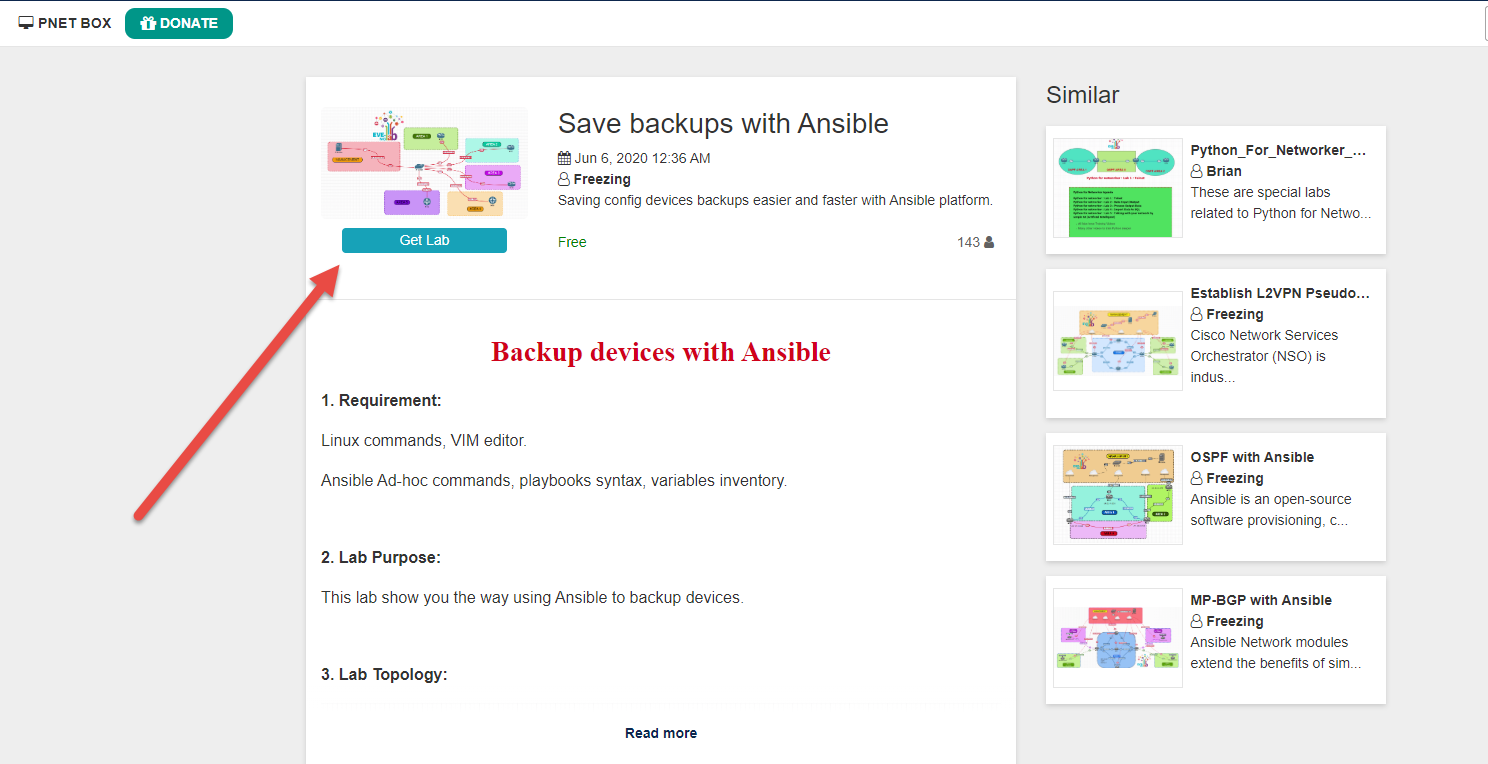 PNET BOX
DONATE
Save backups with Ansible
Jun 6, 2020 12:36 AM
Freezing
Saving config devices backups easier and faster with Ansible platform.
Get Lab
Free
143
Backup devices with Ansible
1. Requirement:
Linux commands, VIM editor.
Ansible Ad-hoc commands, playbooks syntax, variables inventory.
2. Lab Purpose:
This lab show you the way using Ansible to backup devices.
3. Lab Topology:
Read more
Similar
Python_For_Networker_...
Brian
These are special labs
related to Python for Netwo...
Establish L2VPN Pseudo...
Freezing
Cisco Network Services
Orchestrator (NSO) is
indus...
OSPF with Ansible
Freezing
Ansible is an open-source
software provisioning, c...
MP-BGP with Ansible
Freezing
Ansible Network modules
extend the benefits of sim...